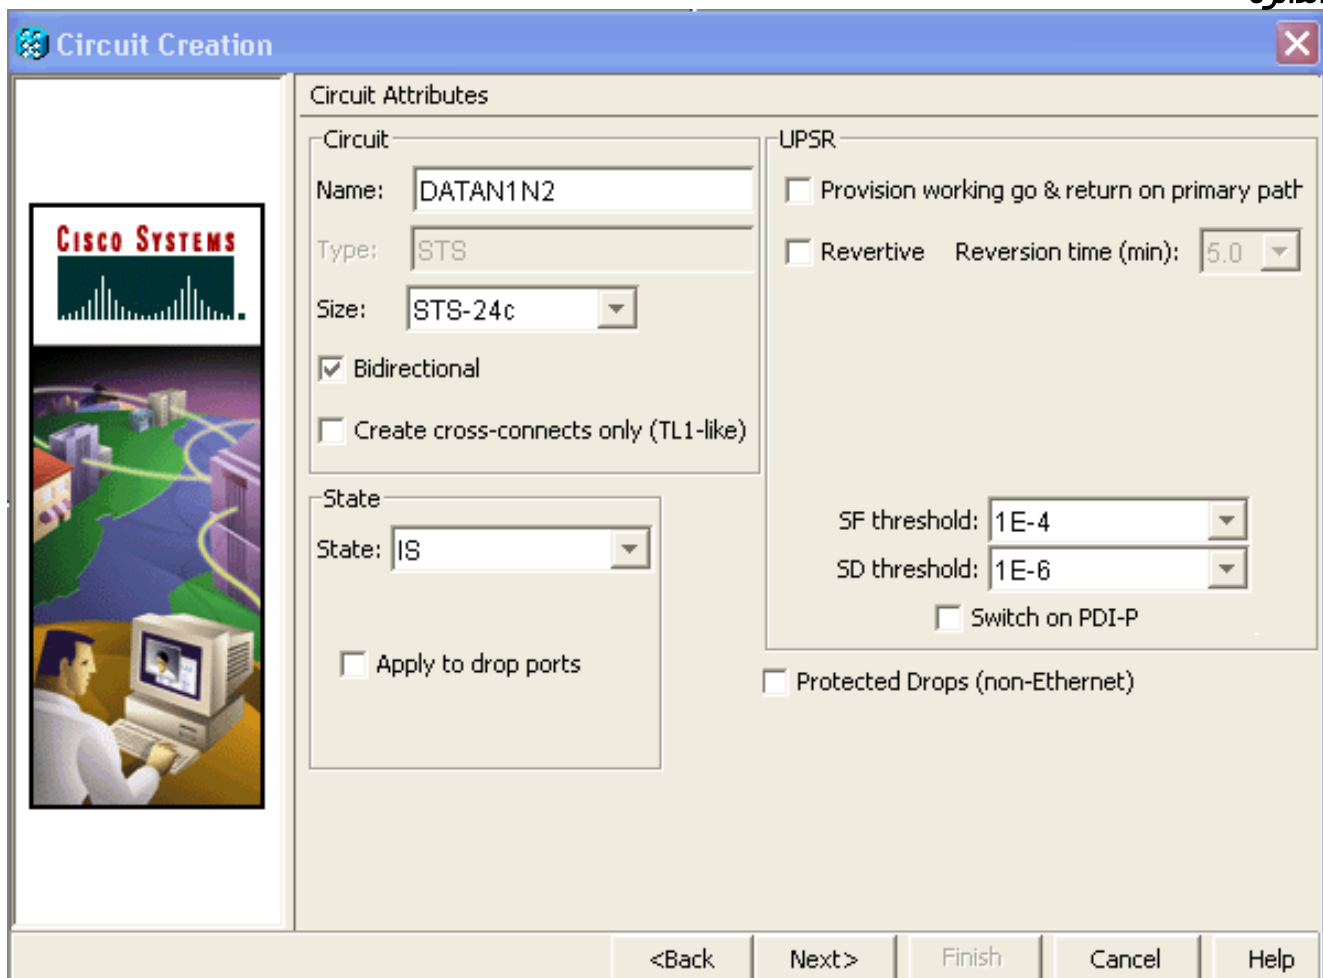 Circuit Creation
Circuit Attributes
CISCO SYSTEMS
Circuit
Name: DATAN1N2
Type: STS
Size: STS-24c
Bidirectional
Create cross-connects only (TL1-like)
State
State: IS
Apply to drop ports
UPSR
Provision working go & return on primary path
Revertive Reversion time (min): 5.0
SF threshold: 1E-4
SD threshold: 1E-6
Switch on PDI-P
Protected Drops (non-Ethernet)
<Back Next> Finish Cancel Help